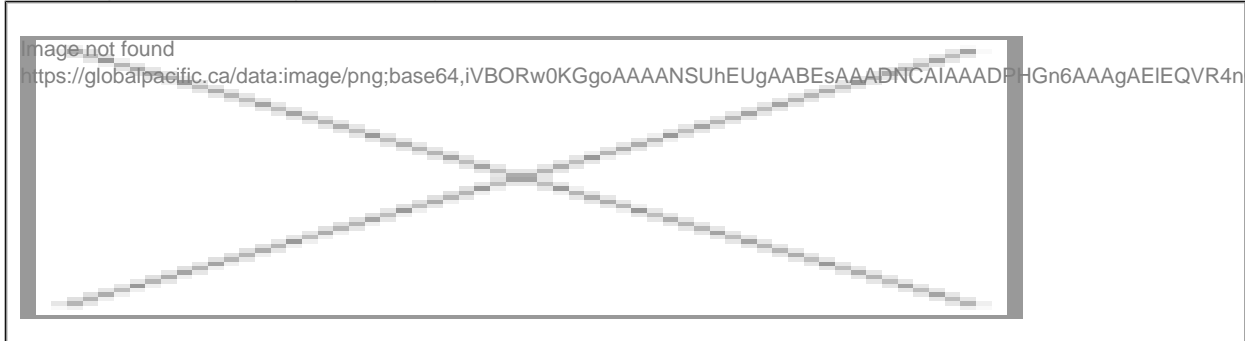 Image not found
https://globalpacific.ca/data:image/png;base64,iVBORw0KGgoAAAANSUhEUgAABEsAAADNCAIAAADPHGn6AAAgAElEQVR4n